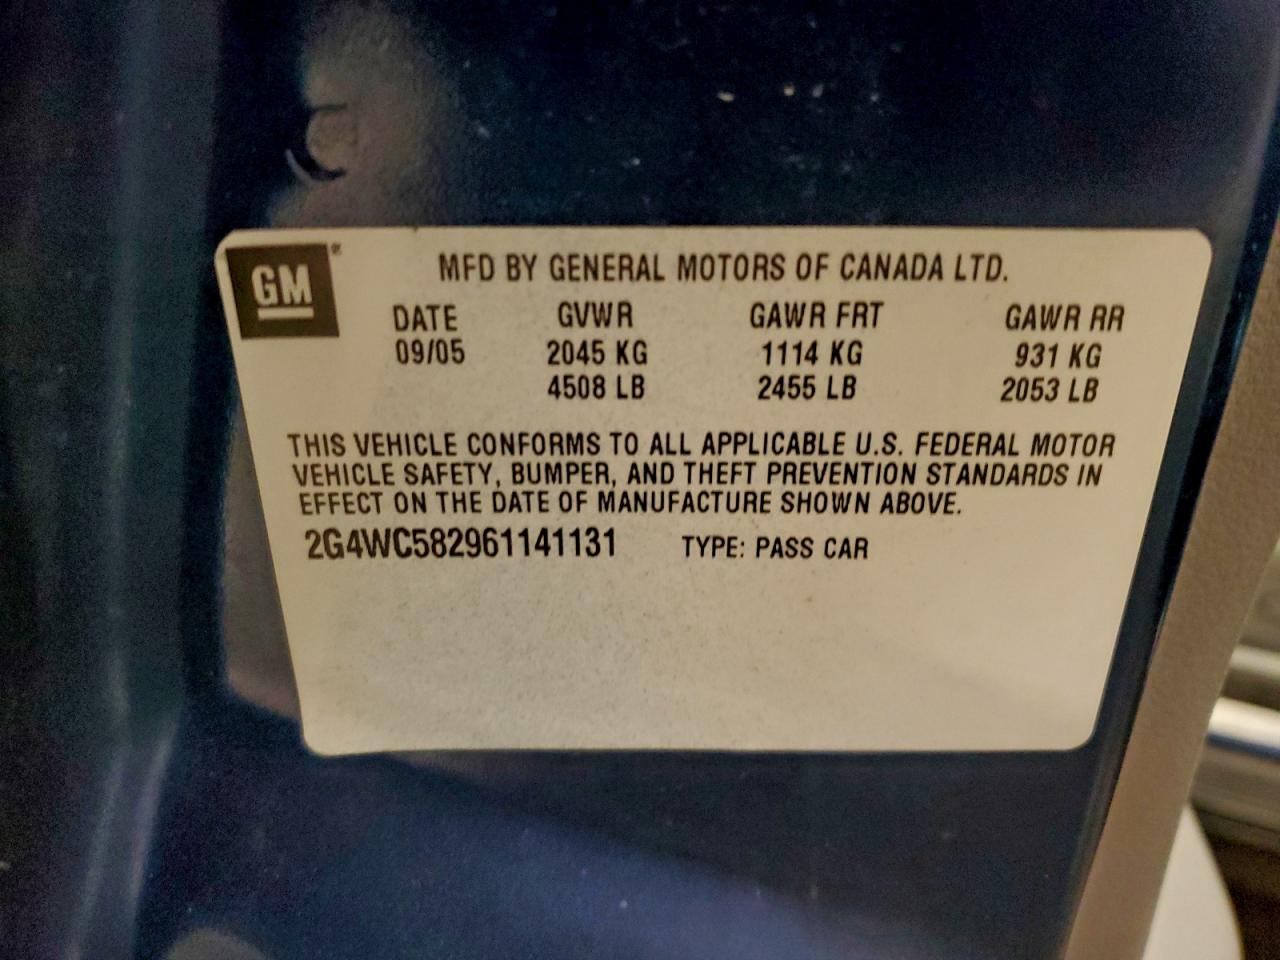 GM®
MFD BY GENERAL MOTORS OF CANADA LTD.
DATE GVWR GAWR FRT GAWR RR
09/05 2045 KG 1114 KG 931 KG
4508 LB 2455 LB 2053 LB
THIS VEHICLE CONFORMS TO ALL APPLICABLE U.S. FEDERAL MOTOR
VEHICLE SAFETY, BUMPER, AND THEFT PREVENTION STANDARDS IN
EFFECT ON THE DATE OF MANUFACTURE SHOWN ABOVE.
2G4WC582961141131 TYPE: PASS CAR